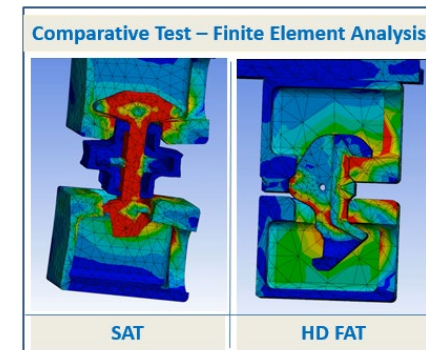 Comparative Test – Finite Element Analysis
SAT
HD FAT